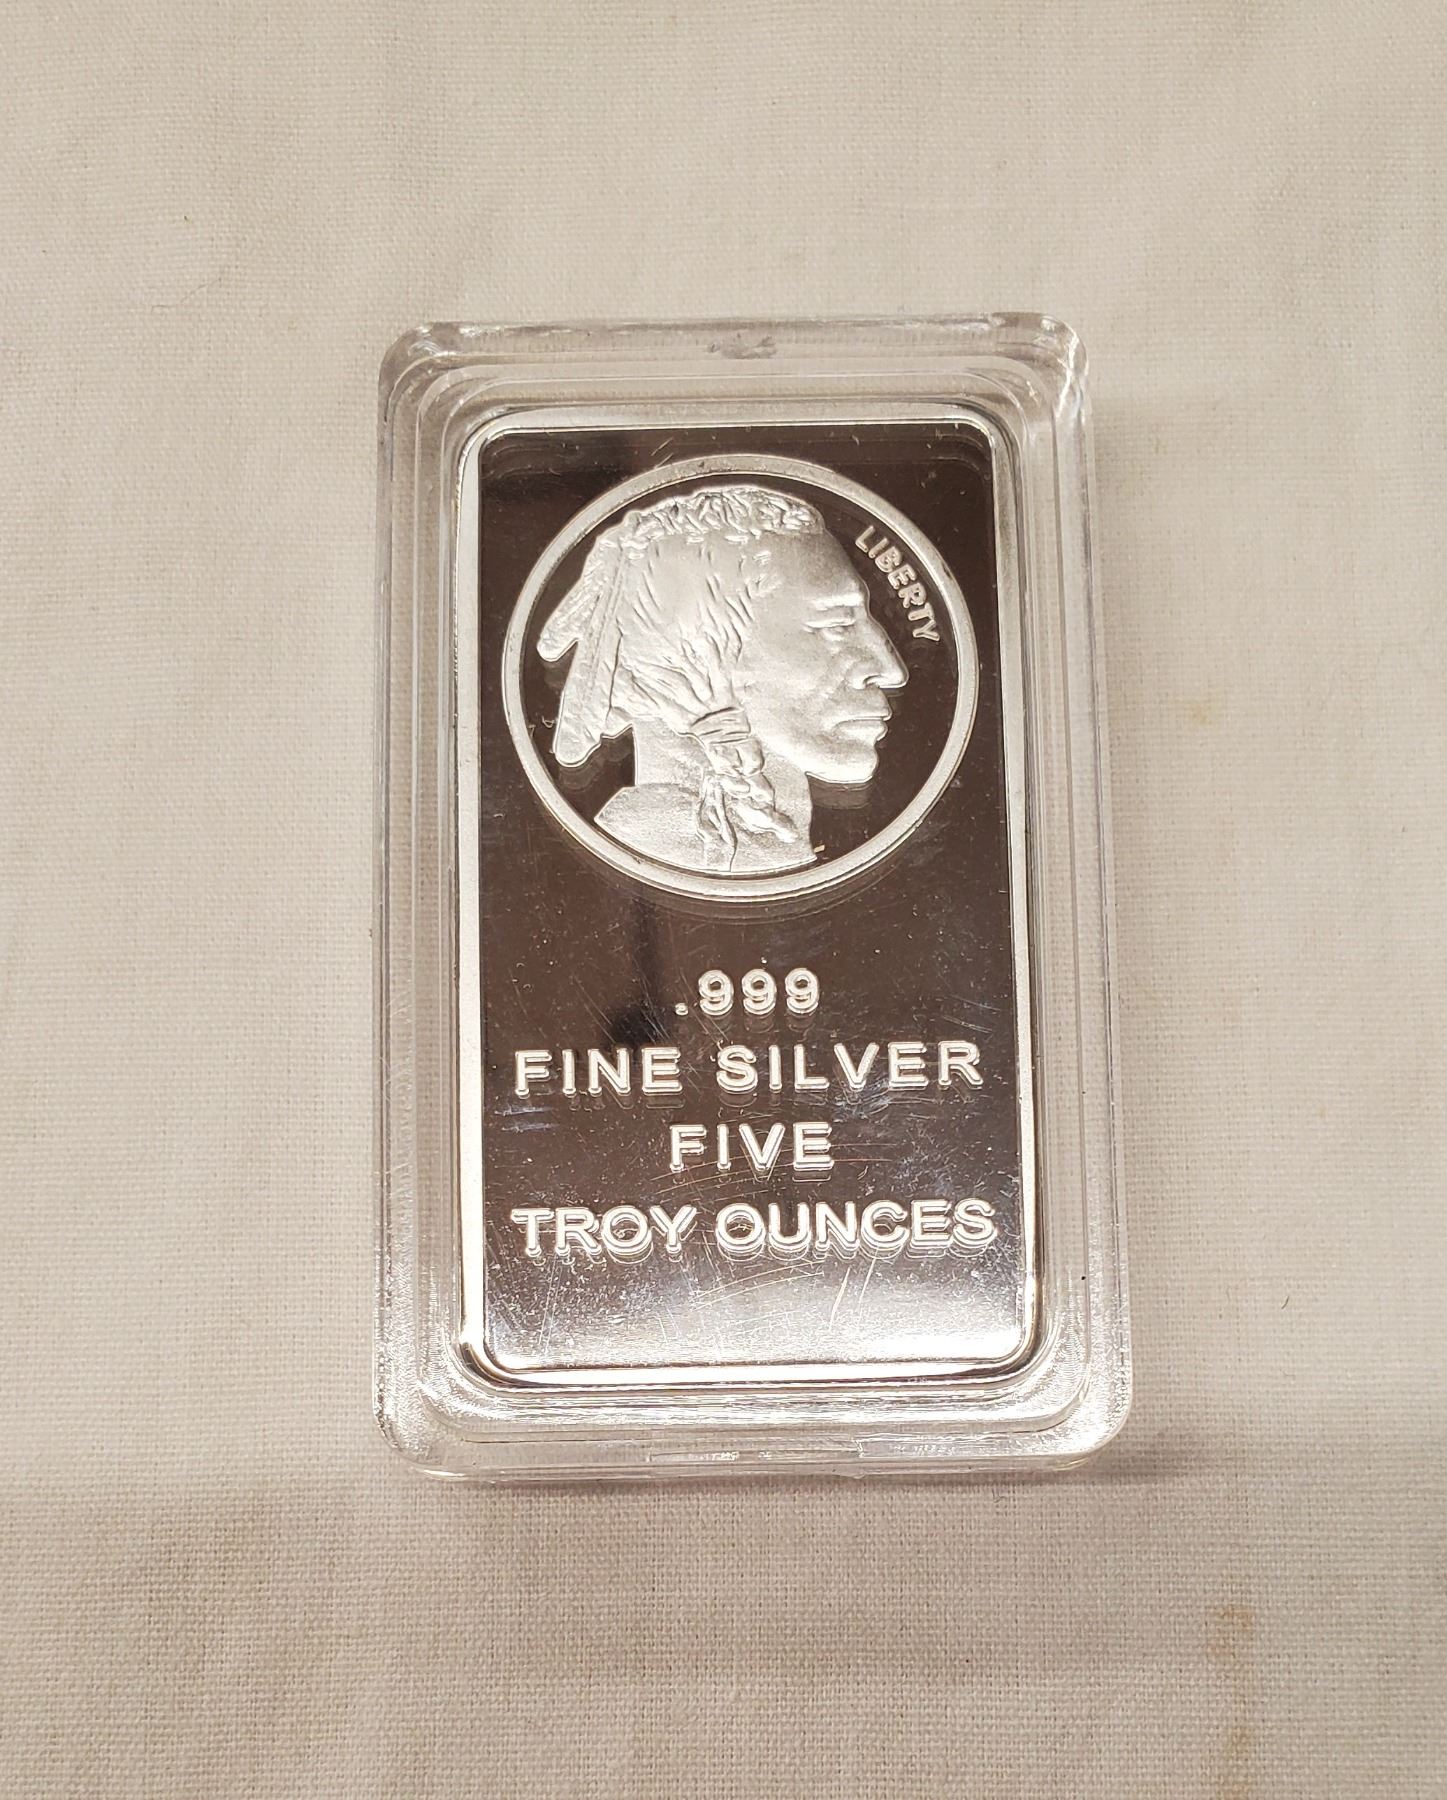 LIBERTY
.999
FINE SILVER
FIVE
TROY OUNCES